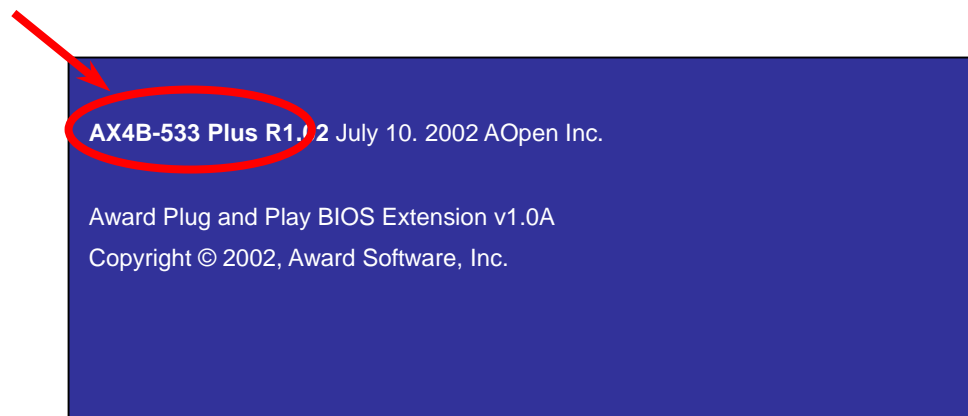 AX4B-533 Plus R1.02 July 10. 2002 AOpen Inc.
Award Plug and Play BIOS Extension v1.0A
Copyright © 2002, Award Software, Inc.